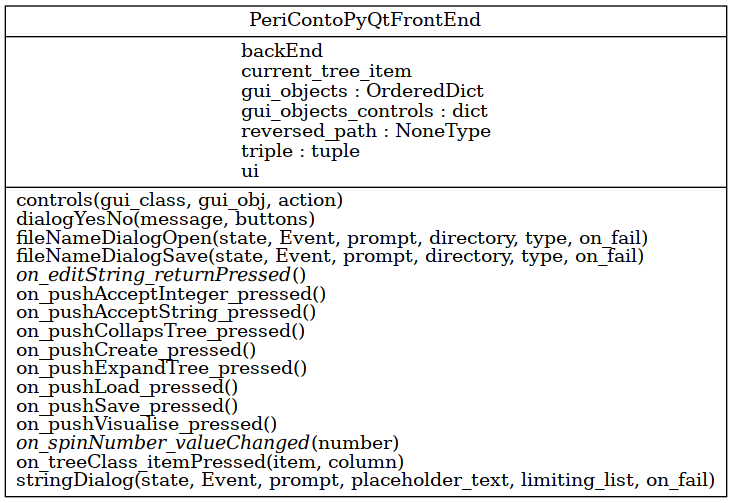 PeriContoPyQtFrontEnd
backEnd
current_tree_item
gui_objects : OrderedDict
gui_objects_controls : dict
reversed_path : NoneType
triple : tuple
ui
controls(gui_class, gui_obj, action)
dialogYesNo(message, buttons)
fileNameDialogOpen(state, Event, prompt, directory, type, on_fail)
fileNameDialogSave(state, Event, prompt, directory, type, on_fail)
on_editString_returnPressed()
on_pushAcceptInteger_pressed()
on_pushAcceptString_pressed()
on_pushCollapsTree_pressed()
on_pushCreate_pressed()
on_pushExpandTree_pressed()
on_pushLoad_pressed()
on_pushSave_pressed()
on_pushVisualise_pressed()
on_spinNumber_valueChanged(number)
on_treeClass_itemPressed(item, column)
stringDialog(state, Event, prompt, placeholder_text, limiting_list, on_fail)